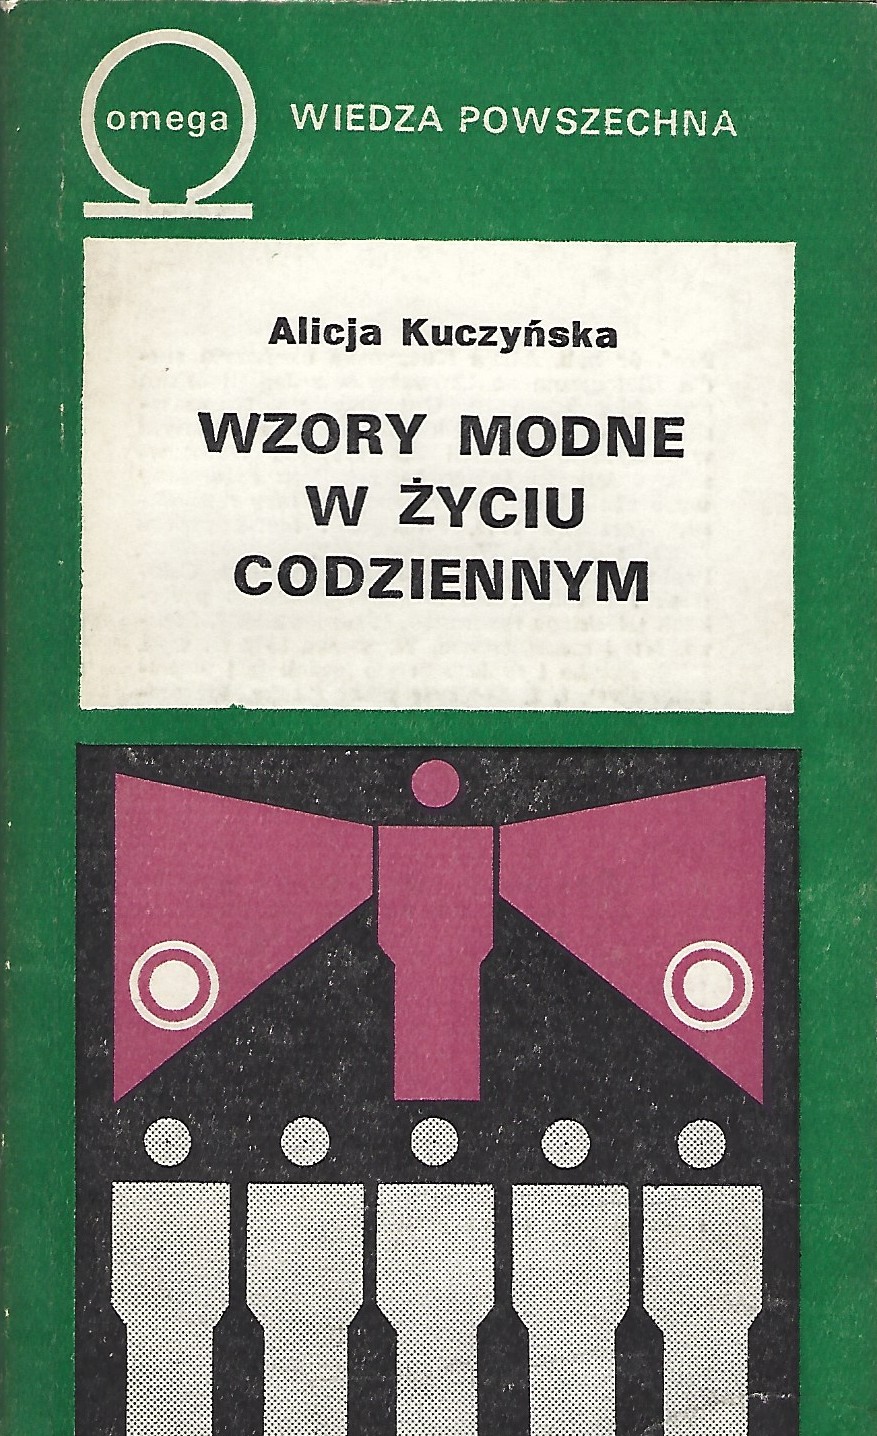 omega
WIEDZA POWSZECHNA
Alicja Kuczyńska
WZORY MODNE
W ŻYCIU
CODZIENNYM